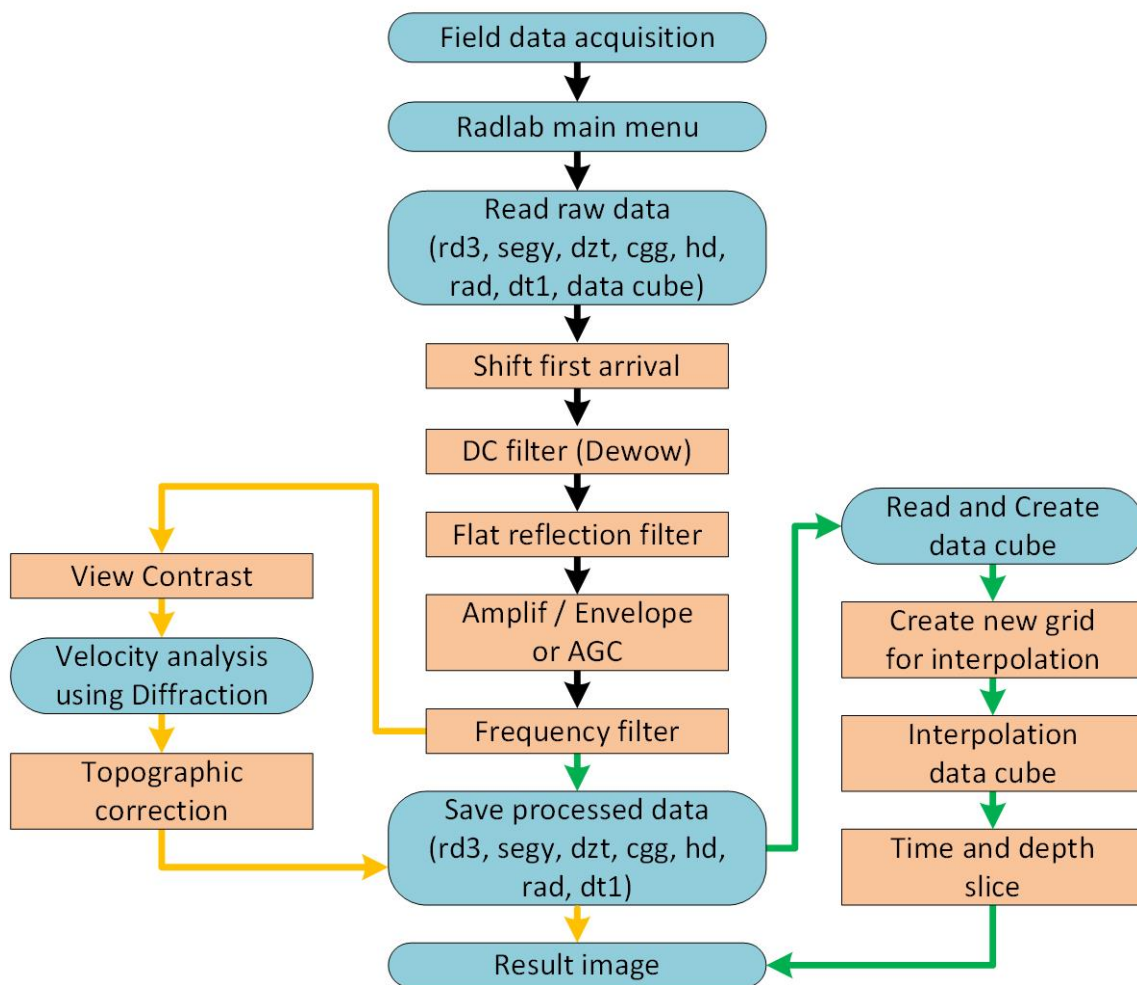 Field data acquisition
Radlab main menu
Read raw data
(rd3, segy, dzt, cgg, hd,
rad, dt1, data cube)
Shift first arrival
DC filter (Dewow)
Flat reflection filter
Amplif / Envelope
or AGC
Frequency filter
View Contrast
Velocity analysis
using Diffraction
Topographic
correction
Save processed data
(rd3, segy, dzt, cgg, hd,
rad, dt1)
Read and Create
data cube
Create new grid
for interpolation
Interpolation
data cube
Time and depth
slice
Result image